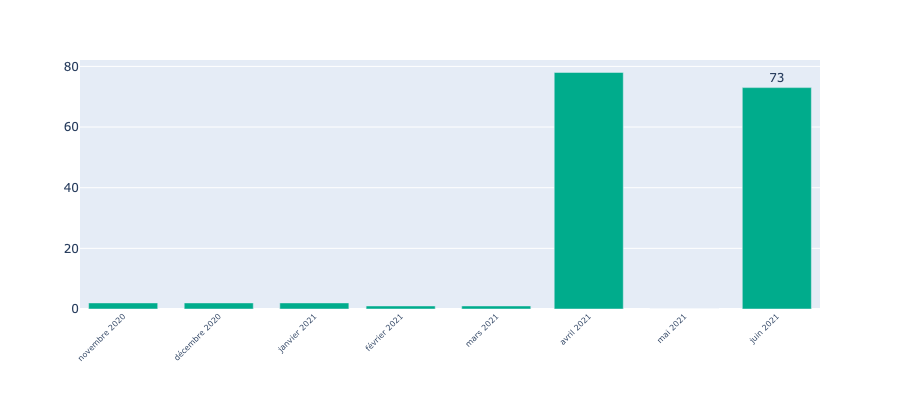 80
73
60
40
20
0
novembre 2020
décembre 2020
janvier 2021
février 2021
mars 2021
avril 2021
mai 2021
juin 2021